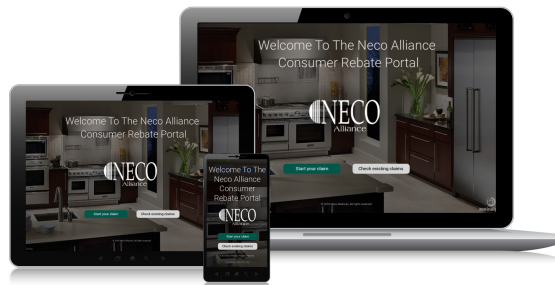 Welcome To The Neco Alliance
Consumer Rebate Portal
NECO
Alliance
Start your claim
Check existing claims
Welcome To The Neco Alliance
Consumer Rebate Portal
NECO
Alliance
Start your claim
Check existing claims
Welcome To The
Neco Alliance
Consumer
Rebate Portal
NECO
Alliance
Start your claim
Check existing claims